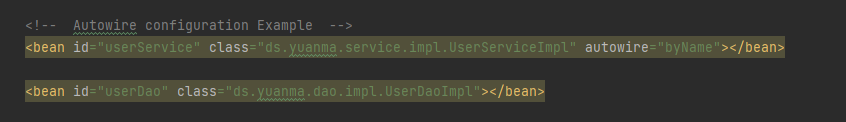 <!--  Autowire configuration Example  -->
<bean id="userService" class="ds.yuanma.service.impl.UserServiceImpl" autowire="byName"></bean>
<bean id="userDao" class="ds.yuanma.dao.impl.UserDaoImpl"></bean>